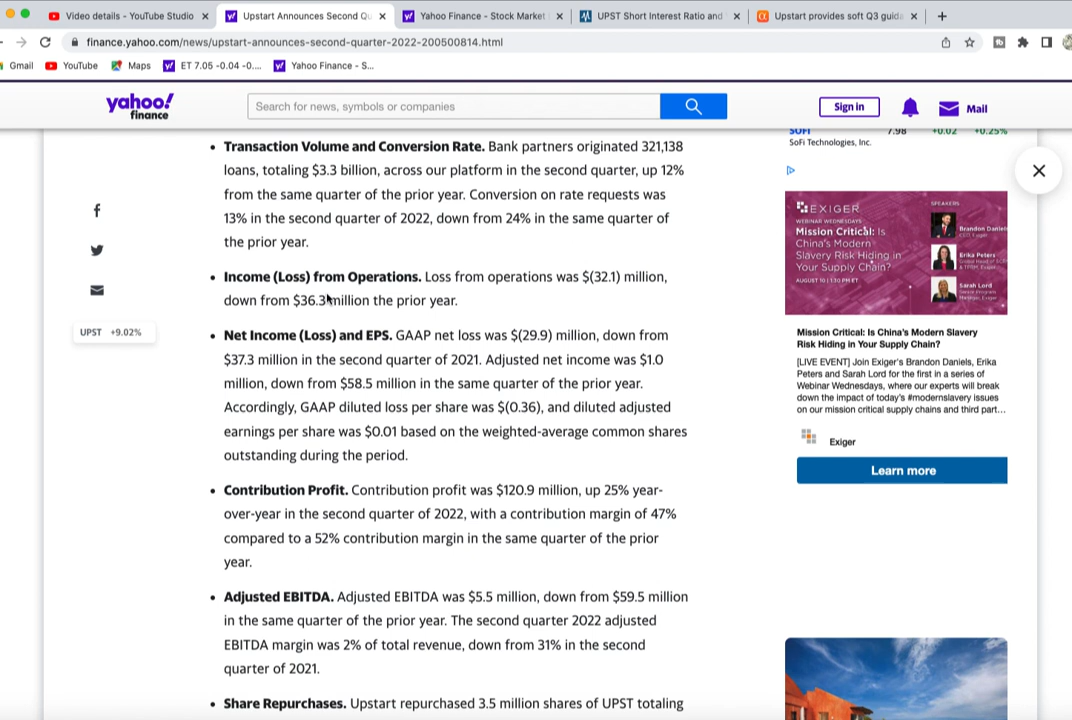 Video details - YouTube Studio
Upstart Announces Second Qu
Yahoo Finance - Stock Market
UPST Short Interest Ratio and
Upstart provides soft Q3 guida
finance.yahoo.com/news/upstart-announces-second-quarter-2022-200500814.html
Gmail
YouTube
Maps
ET 7.05 -0.04 -0....
Yahoo Finance - S...
yahoo!
finance
Search for news, symbols or companies
Sign in
Mail
SOFI 7.98 +0.02 +0.25%
SoFi Technologies, Inc.
• Transaction Volume and Conversion Rate. Bank partners originated 321,138
loans, totaling $3.3 billion, across our platform in the second quarter, up 12%
from the same quarter of the prior year. Conversion on rate requests was
13% in the second quarter of 2022, down from 24% in the same quarter of
the prior year.
• Income (Loss) from Operations. Loss from operations was $(32.1) million,
down from $36.3 million the prior year.
UPST +9.02%
• Net Income (Loss) and EPS. GAAP net loss was $(29.9) million, down from
$37.3 million in the second quarter of 2021. Adjusted net income was $1.0
million, down from $58.5 million in the same quarter of the prior year.
Accordingly, GAAP diluted loss per share was $(0.36), and diluted adjusted
earnings per share was $0.01 based on the weighted-average common shares
outstanding during the period.
• Contribution Profit. Contribution profit was $120.9 million, up 25% year-
over-year in the second quarter of 2022, with a contribution margin of 47%
compared to a 52% contribution margin in the same quarter of the prior
year.
• Adjusted EBITDA. Adjusted EBITDA was $5.5 million, down from $59.5 million
in the same quarter of the prior year. The second quarter 2022 adjusted
EBITDA margin was 2% of total revenue, down from 31% in the second
quarter of 2021.
• Share Repurchases. Upstart repurchased 3.5 million shares of UPST totaling
EXIGER
WEBINAR WEDNESDAYS
Mission Critical: Is
China's Modern
Slavery Risk Hiding in
Your Supply Chain?
AUGUST 10 | 1:30 PM ET
SPEAKERS
Brandon Daniels
Erika Peters
Sarah Lord
Mission Critical: Is China's Modern Slavery
Risk Hiding in Your Supply Chain?
[LIVE EVENT] Join Exiger's Brandon Daniels, Erika
Peters and Sarah Lord for the first in a series of
Webinar Wednesdays, where our experts will break
down the impact of today's #modernslavery issues
on our mission critical supply chains and third part...
Exiger
Learn more